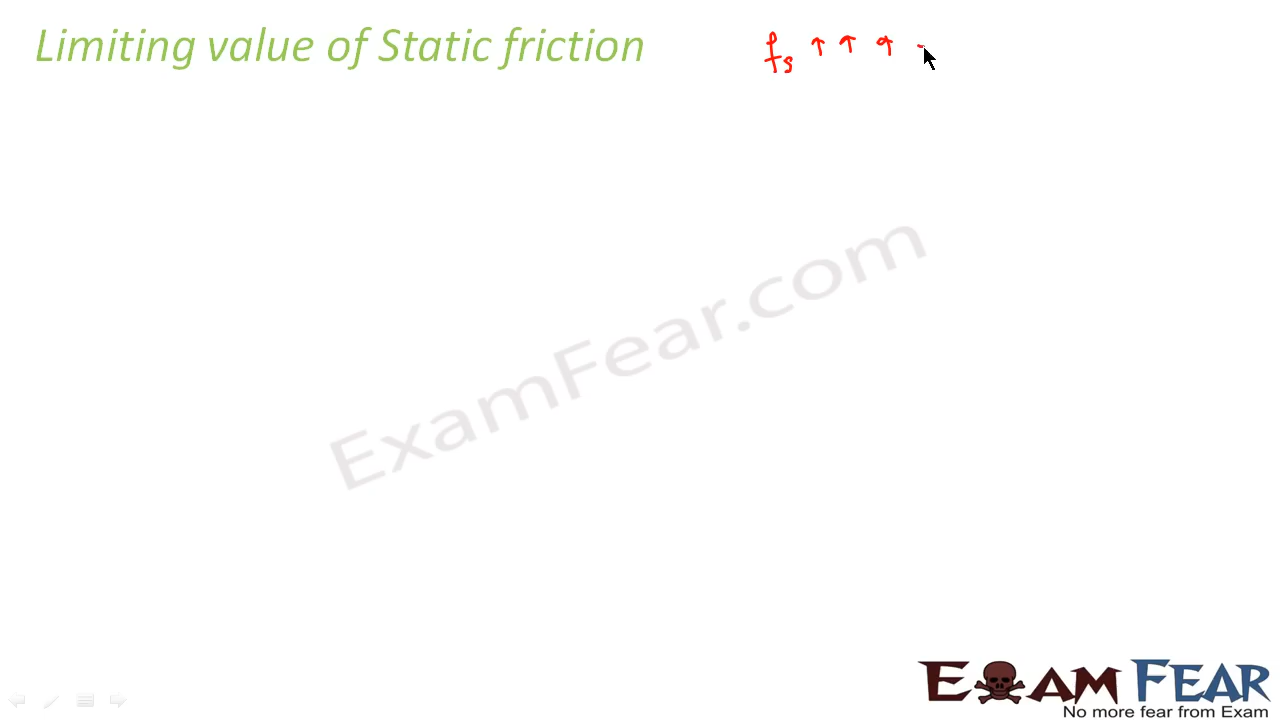 Limiting value of Static friction
fs ↑ ↑ ↑ -
ExamFear.com
EXAM FEAR
No more fear from Exam